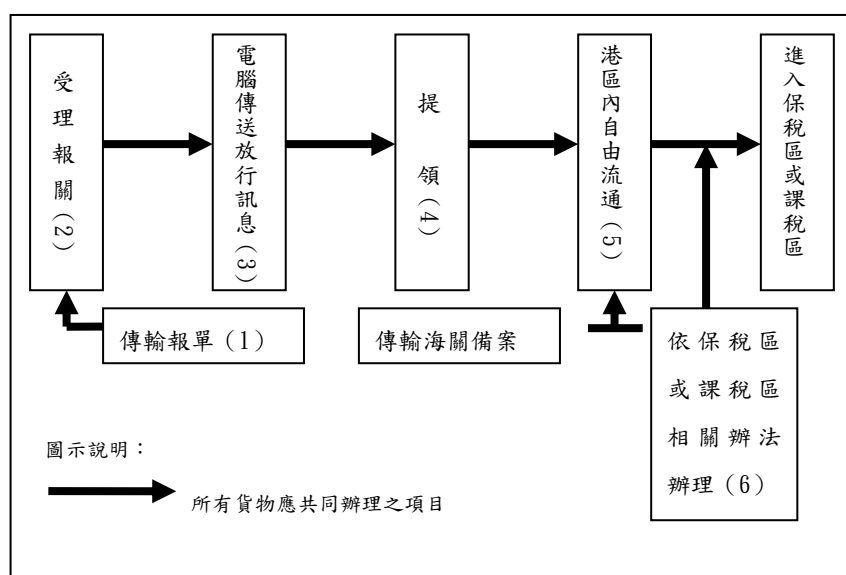 受理報關(2)
電腦傳送放行訊息(3)
提領(4)
港區內自由流通(5)
進入保稅區或課稅區
傳輸報單(1)
傳輸海關備案
依保稅區
或課稅區
相關辦法
辦理(6)
圖示說明：
所有貨物應共同辦理之項目